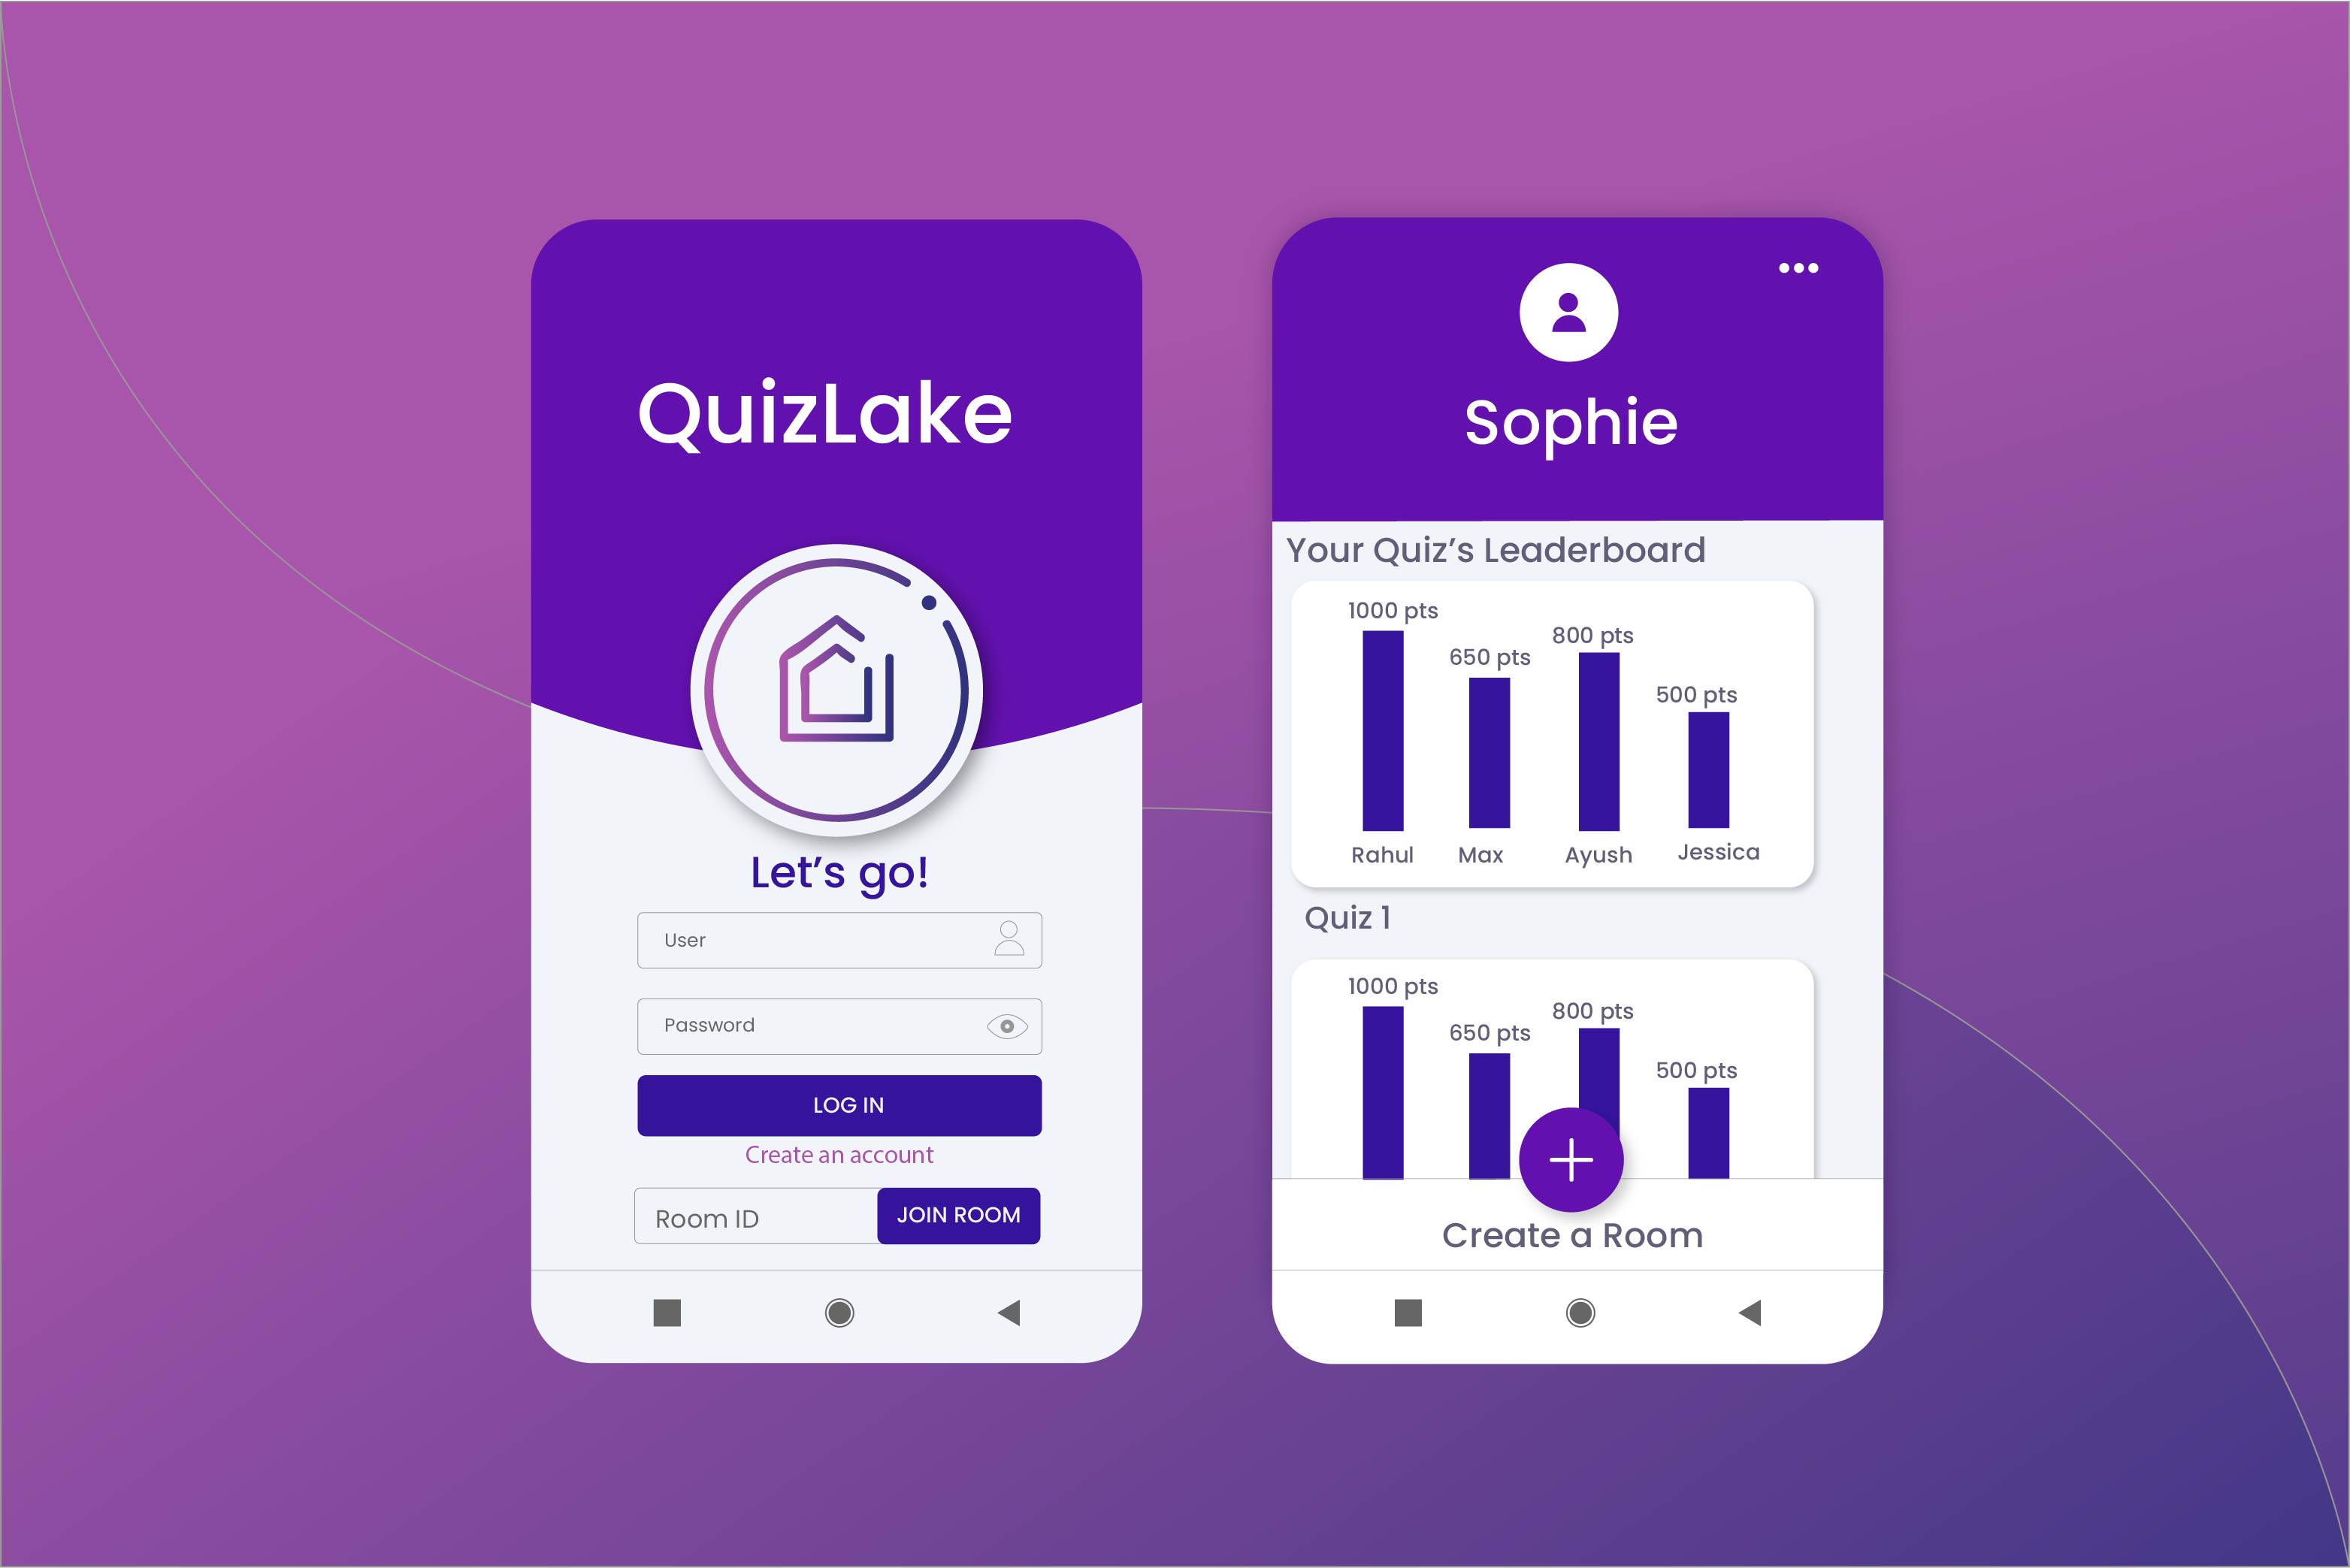 QuizLake
Let's go!
User
Password
LOG IN
Create an account
Room ID
JOIN ROOM
Sophie
Your Quiz’s Leaderboard
1000 pts
650 pts
800 pts
500 pts
Rahul
Max
Ayush
Jessica
Quiz 1
1000 pts
650 pts
800 pts
500 pts
Create a Room